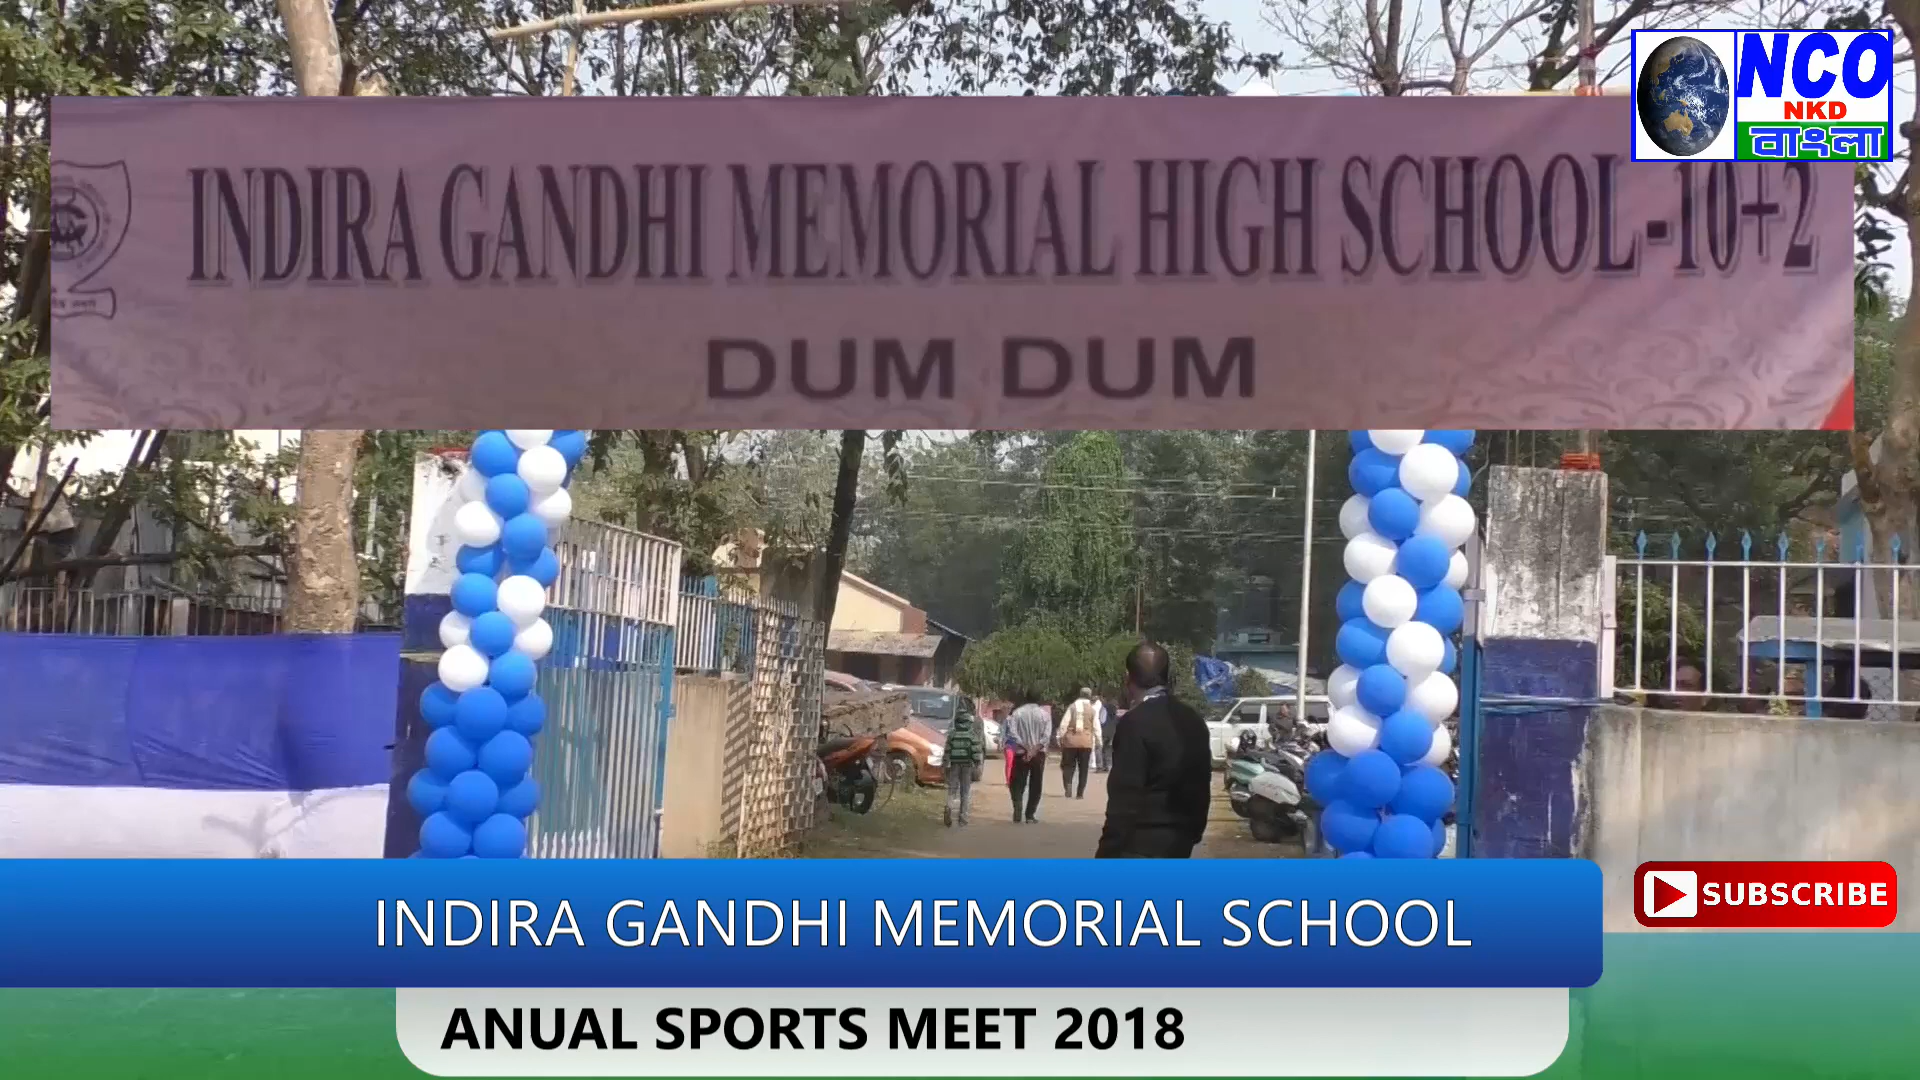 NCO
NKD
বাংলা
INDIRA GANDHI MEMORIAL HIGH SCHOOL-10+2
DUM DUM
INDIRA GANDHI MEMORIAL SCHOOL
SUBSCRIBE
ANUAL SPORTS MEET 2018